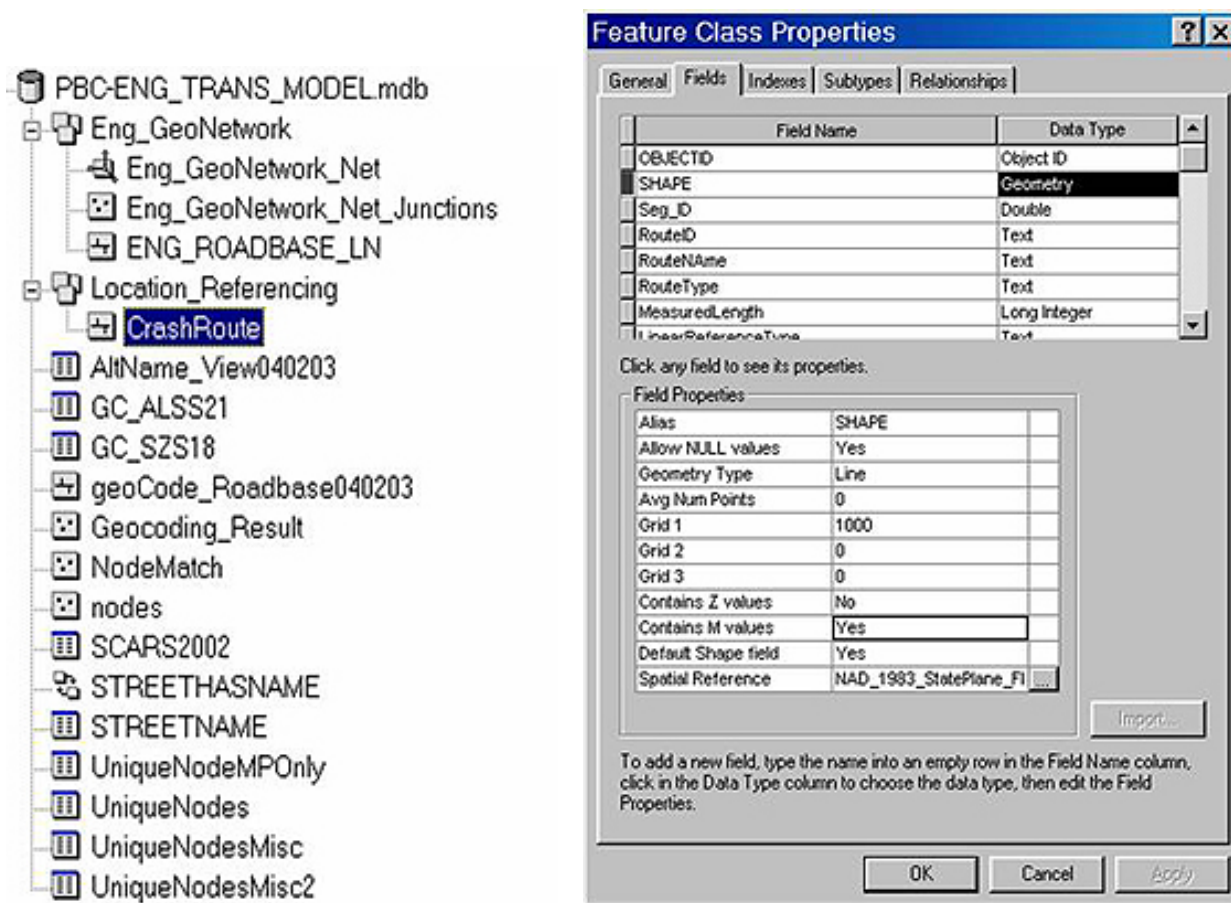 PBC-ENG_TRANS_MODEL.mdb
Eng_GeoNetwork
Eng_GeoNetwork_Net
Eng_GeoNetwork_Net_Junctions
ENG_ROADBASE_LN
Location_Referencing
CrashRoute
AltName_View040203
GC_ALSS21
GC_SZS18
geoCode_Roadbase040203
Geocoding_Result
NodeMatch
nodes
SCARS2002
STREETHASNAME
STREETNAME
UniqueNodeMPOnly
UniqueNodes
UniqueNodesMisc
UniqueNodesMisc2
Feature Class Properties
General Fields Indexes Subtypes Relationships
Field Name Data Type
OBJECTID Object ID
SHAPE Geometry
Seg_ID Double
RouteID Text
RouteNAme Text
RouteType Text
MeasuredLength Long Integer
LinearReferenceType Text
Click any field to see its properties.
Field Properties
Alias SHAPE
Allow NULL values Yes
Geometry Type Line
Avg Num Points 0
Grid 1 1000
Grid 2 0
Grid 3 0
Contains Z values No
Contains M values Yes
Default Shape field Yes
Spatial Reference NAD_1983_StatePlane_Fl ...
Import...
To add a new field, type the name into an empty row in the Field Name column,
click in the Data Type column to choose the data type, then edit the Field
Properties.
OK Cancel Apply